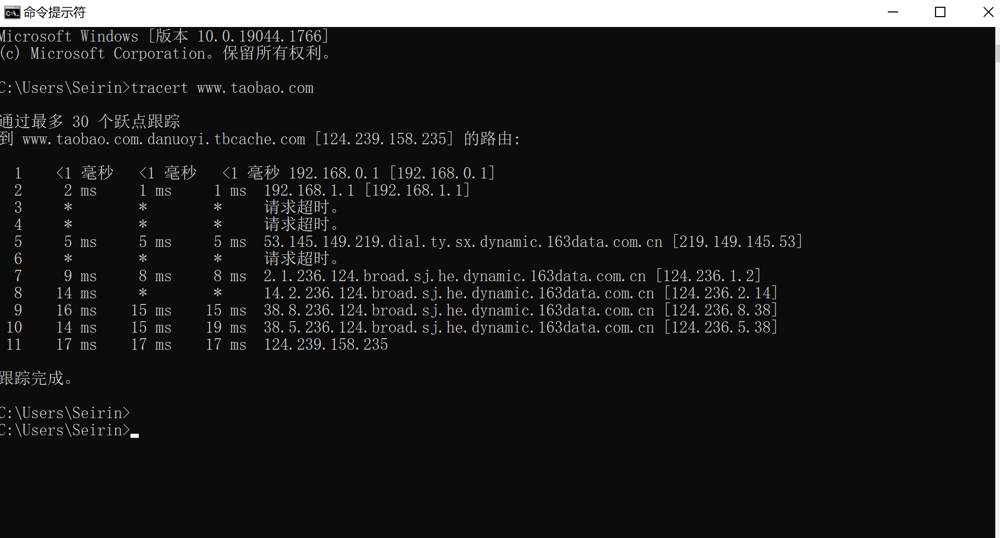 命令提示符
Microsoft Windows [版本 10.0.19044.1766]
(c) Microsoft Corporation。保留所有权利。
C:\Users\Seirin>tracert www.taobao.com
通过最多 30 个跃点跟踪
到 www.taobao.com.danuoyi.tbcache.com [124.239.158.235] 的路由:
1 <1 毫秒 <1 毫秒 <1 毫秒 192.168.0.1 [192.168.0.1]
2 2 ms 1 ms 1 ms 192.168.1.1 [192.168.1.1]
3 * * * 请求超时。
4 * * * 请求超时。
5 5 ms 5 ms 5 ms 53.145.149.219.dial.ty.sx.dynamic.163data.com.cn [219.149.145.53]
6 * * * 请求超时。
7 9 ms 8 ms 8 ms 2.1.236.124.broad.sj.he.dynamic.163data.com.cn [124.236.1.2]
8 14 ms * * 14.2.236.124.broad.sj.he.dynamic.163data.com.cn [124.236.2.14]
9 16 ms 15 ms 15 ms 38.8.236.124.broad.sj.he.dynamic.163data.com.cn [124.236.8.38]
10 14 ms 15 ms 19 ms 38.5.236.124.broad.sj.he.dynamic.163data.com.cn [124.236.5.38]
11 17 ms 17 ms 17 ms 124.239.158.235
跟踪完成。
C:\Users\Seirin>
C:\Users\Seirin>